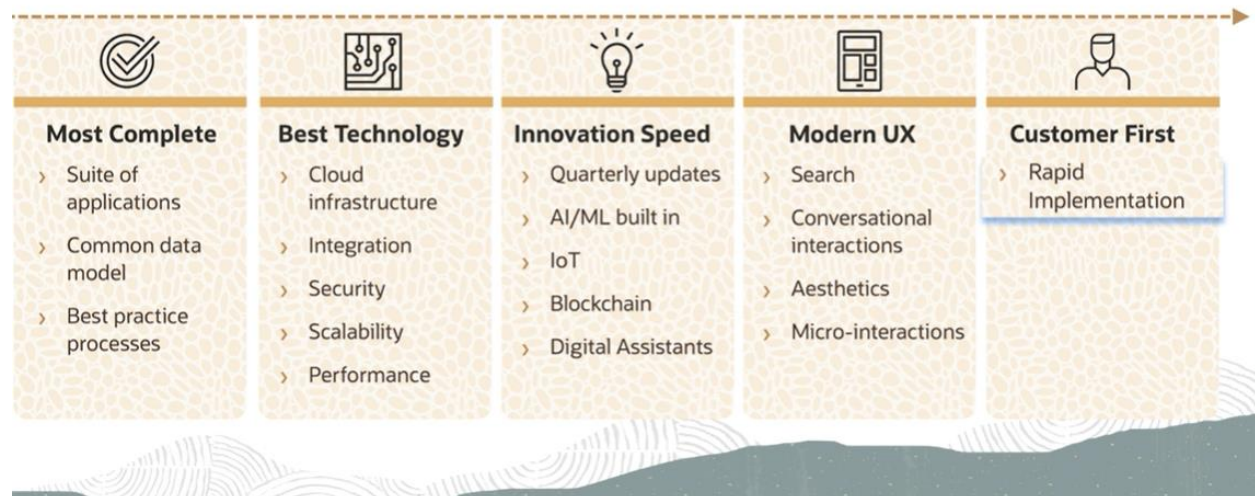 Most Complete
› Suite of
applications
› Common data
model
› Best practice
processes
Best Technology
› Cloud
infrastructure
› Integration
› Security
› Scalability
› Performance
Innovation Speed
› Quarterly updates
› AI/ML built in
› IoT
› Blockchain
› Digital Assistants
Modern UX
› Search
› Conversational
interactions
› Aesthetics
› Micro-interactions
Customer First
› Rapid
Implementation